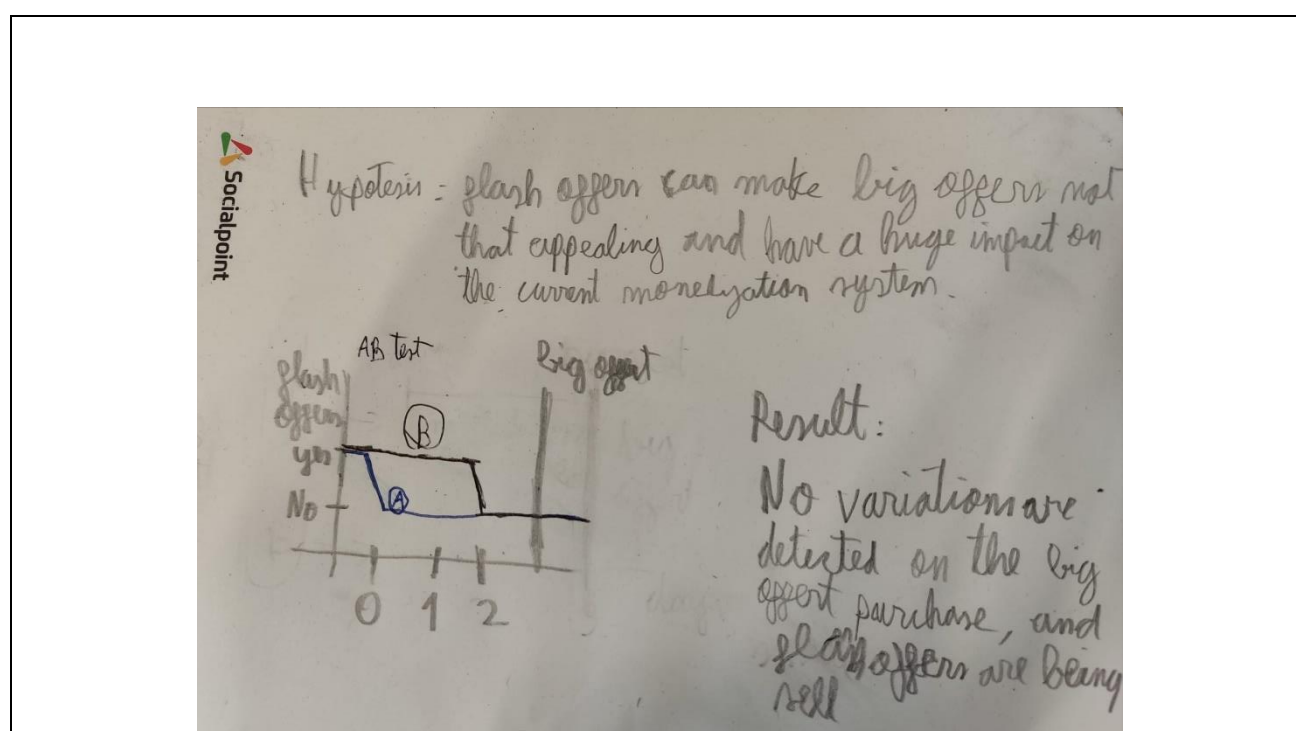 Socialpoint
Hypotesis = flash offers can make big offers not
that appealing and have a huge impact on
the current monetyzation system.
AB test
flash
offers
yes
No
B
A
0 1 2
Big offert
Result:
No variation are
detected on the big
offert purchase, and
flash offers are being
sell